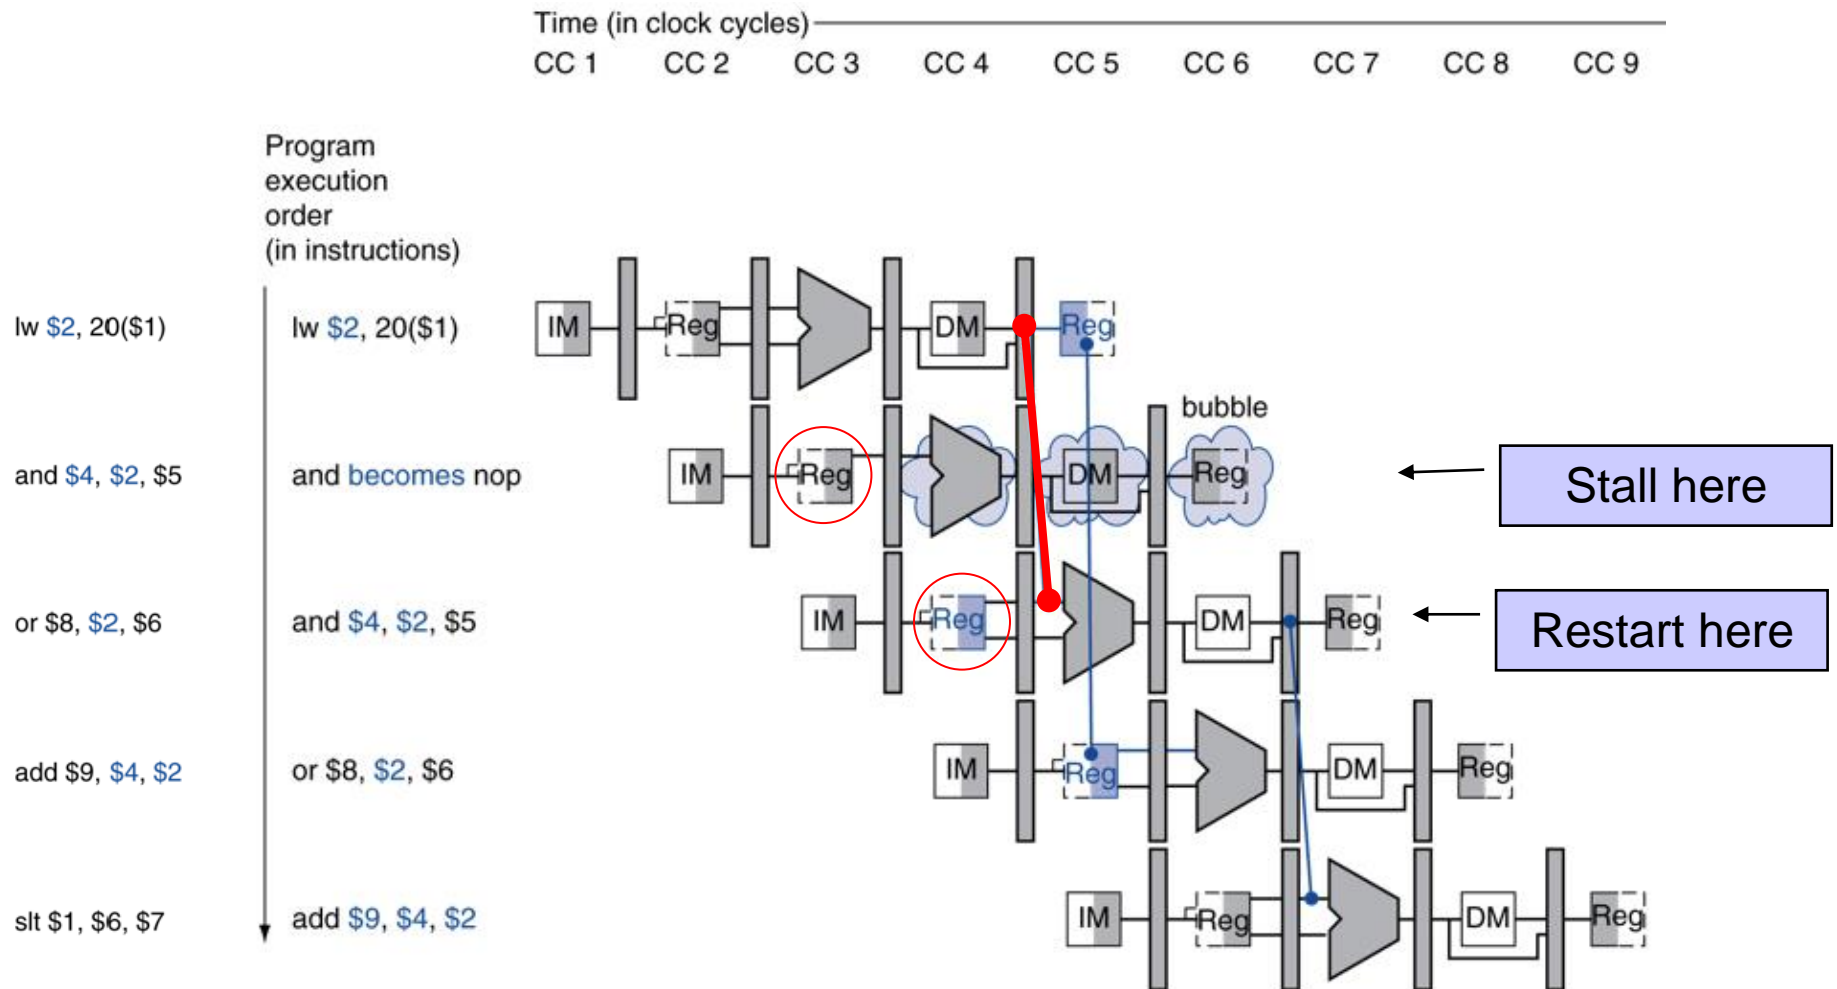 Time (in clock cycles)
CC 1 CC 2 CC 3 CC 4 CC 5 CC 6 CC 7 CC 8 CC 9
Program
execution
order
(in instructions)
lw $2, 20($1) lw $2, 20($1) IM Reg DM Reg
bubble
and $4, $2, $5 and becomes nop IM Reg DM Reg Stall here
or $8, $2, $6 and $4, $2, $5 IM Reg DM Reg Restart here
add $9, $4, $2 or $8, $2, $6 IM Reg DM Reg
slt $1, $6, $7 add $9, $4, $2 IM Reg DM Reg